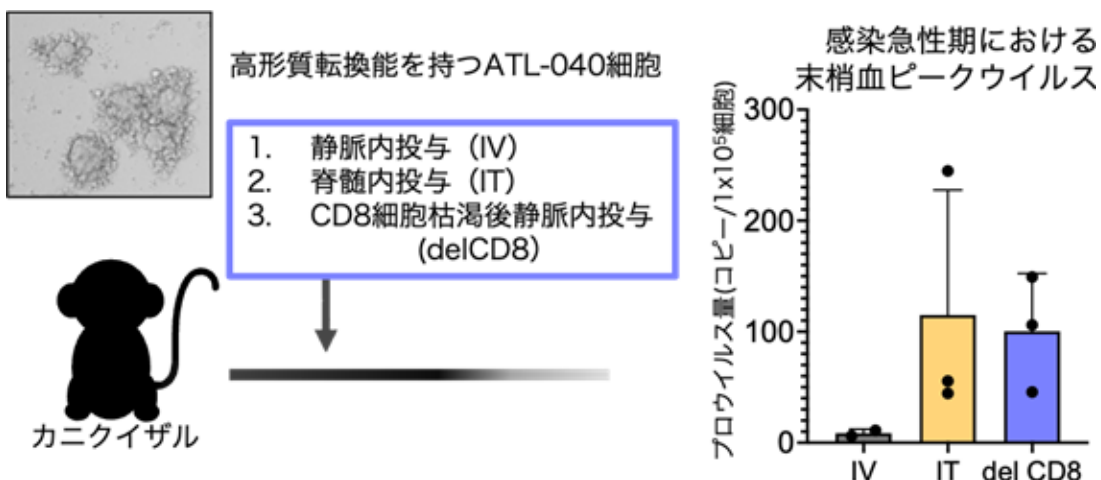 高形質転換能を持つATL-040細胞
1. 静脈内投与（IV）
2. 脊髄内投与（IT）
3. CD8細胞枯渇後静脈内投与
(delCD8）
カニクイザル
感染急性期における
末梢血ピークウイルス
プロウイルス量(コピー/1x10⁵細胞)
300
200
100
0
IV IT del CD8